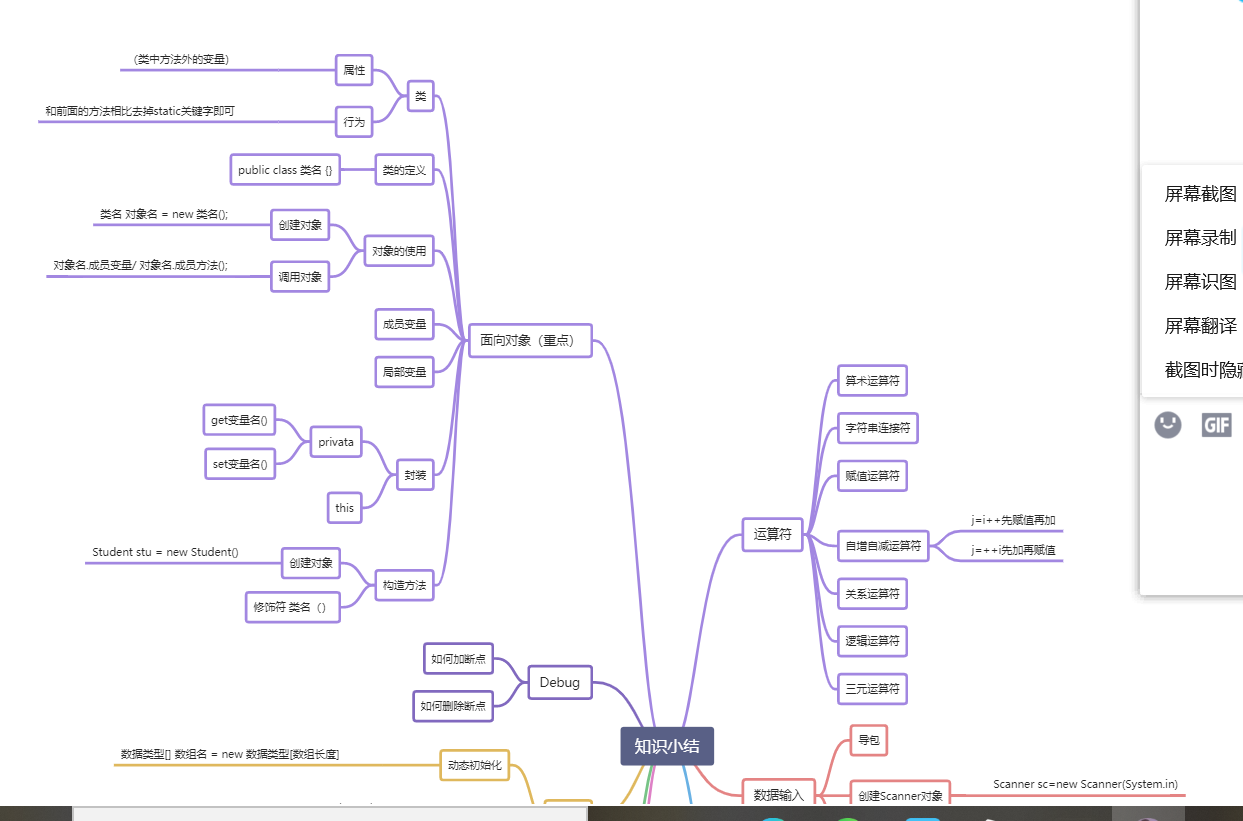 (类中方法外的变量)
属性
类
和前面的方法相比去掉static关键字即可
行为
public class 类名 {}
类的定义
类名 对象名 = new 类名();
创建对象
对象的使用
对象名.成员变量/ 对象名.成员方法();
调用对象
成员变量
面向对象（重点）
局部变量
get变量名()
privata
set变量名()
封装
this
Student stu = new Student()
创建对象
构造方法
修饰符 类名（）
如何加断点
Debug
如何删除断点
知识小结
数据类型[] 数组名 = new 数据类型[数组长度]
动态初始化
算术运算符
字符串连接符
赋值运算符
运算符
j=i++先赋值再加
自增自减运算符
j=++i先加再赋值
关系运算符
逻辑运算符
三元运算符
导包
数据输入
创建Scanner对象
Scanner sc=new Scanner(System.in)
屏幕截图
屏幕录制
屏幕识图
屏幕翻译
截图时隐
GIF